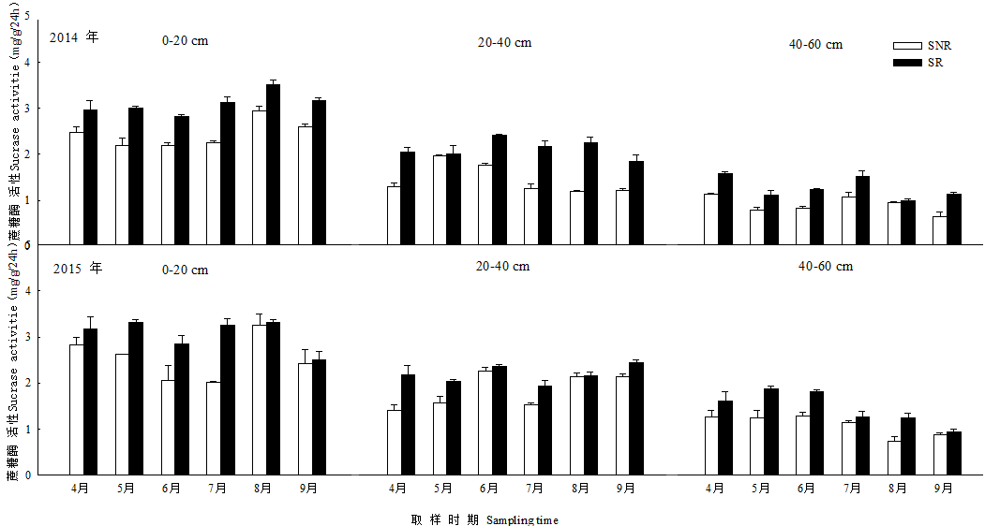 5
2014 年
0-20 cm
20-40 cm
40-60 cm
SNR
SR
4
3
2
1
0
蔗糖酶 活性Sucrase activitie (mg/g/24h)
5
2015 年
0-20 cm
20-40 cm
40-60 cm
4
3
2
1
0
蔗糖酶 活性Sucrase activitie (mg/g/24h)
4月 5月 6月 7月 8月 9月 4月 5月 6月 7月 8月 9月 4月 5月 6月 7月 8月 9月
取 样 时 期 Sampling time